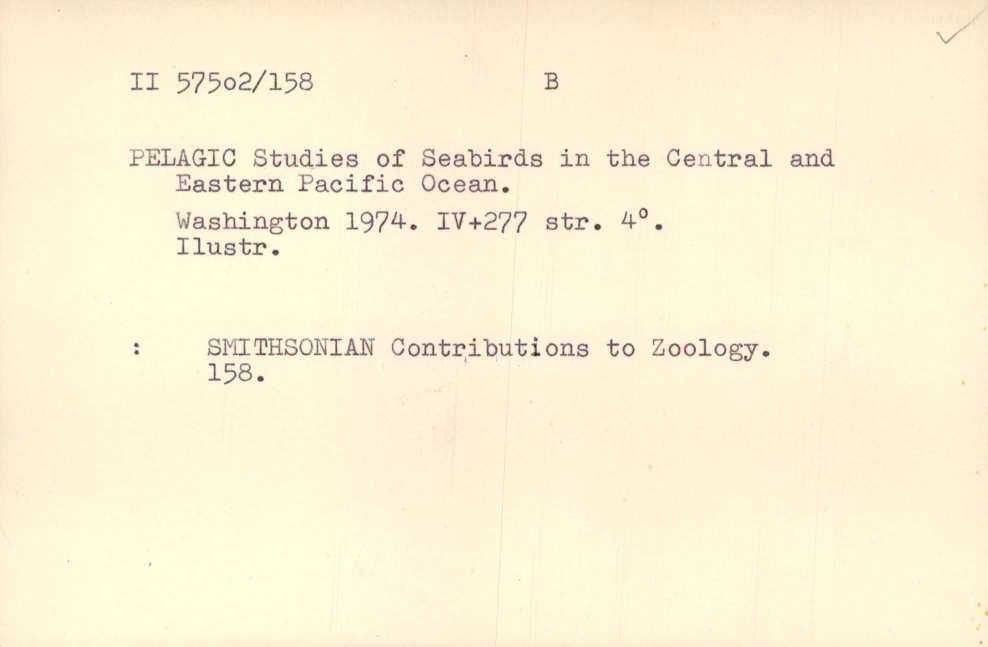 II 575o2/158 B
PELAGIC Studies of Seabirds in the Central and
Eastern Pacific Ocean.
Washington 1974. IV+277 str. 4°.
Ilustr.
: SMITHSONIAN Contributions to Zoology.
158.